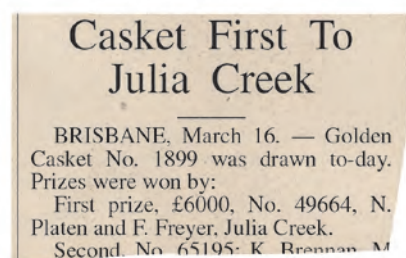 Casket First To
Julia Creek
BRISBANE, March 16. — Golden
Casket No. 1899 was drawn to-day.
Prizes were won by:
First prize, £6000, No. 49664, N.
Platen and F. Freyer, Julia Creek.
Second, No. 65195; K. Brennan, M